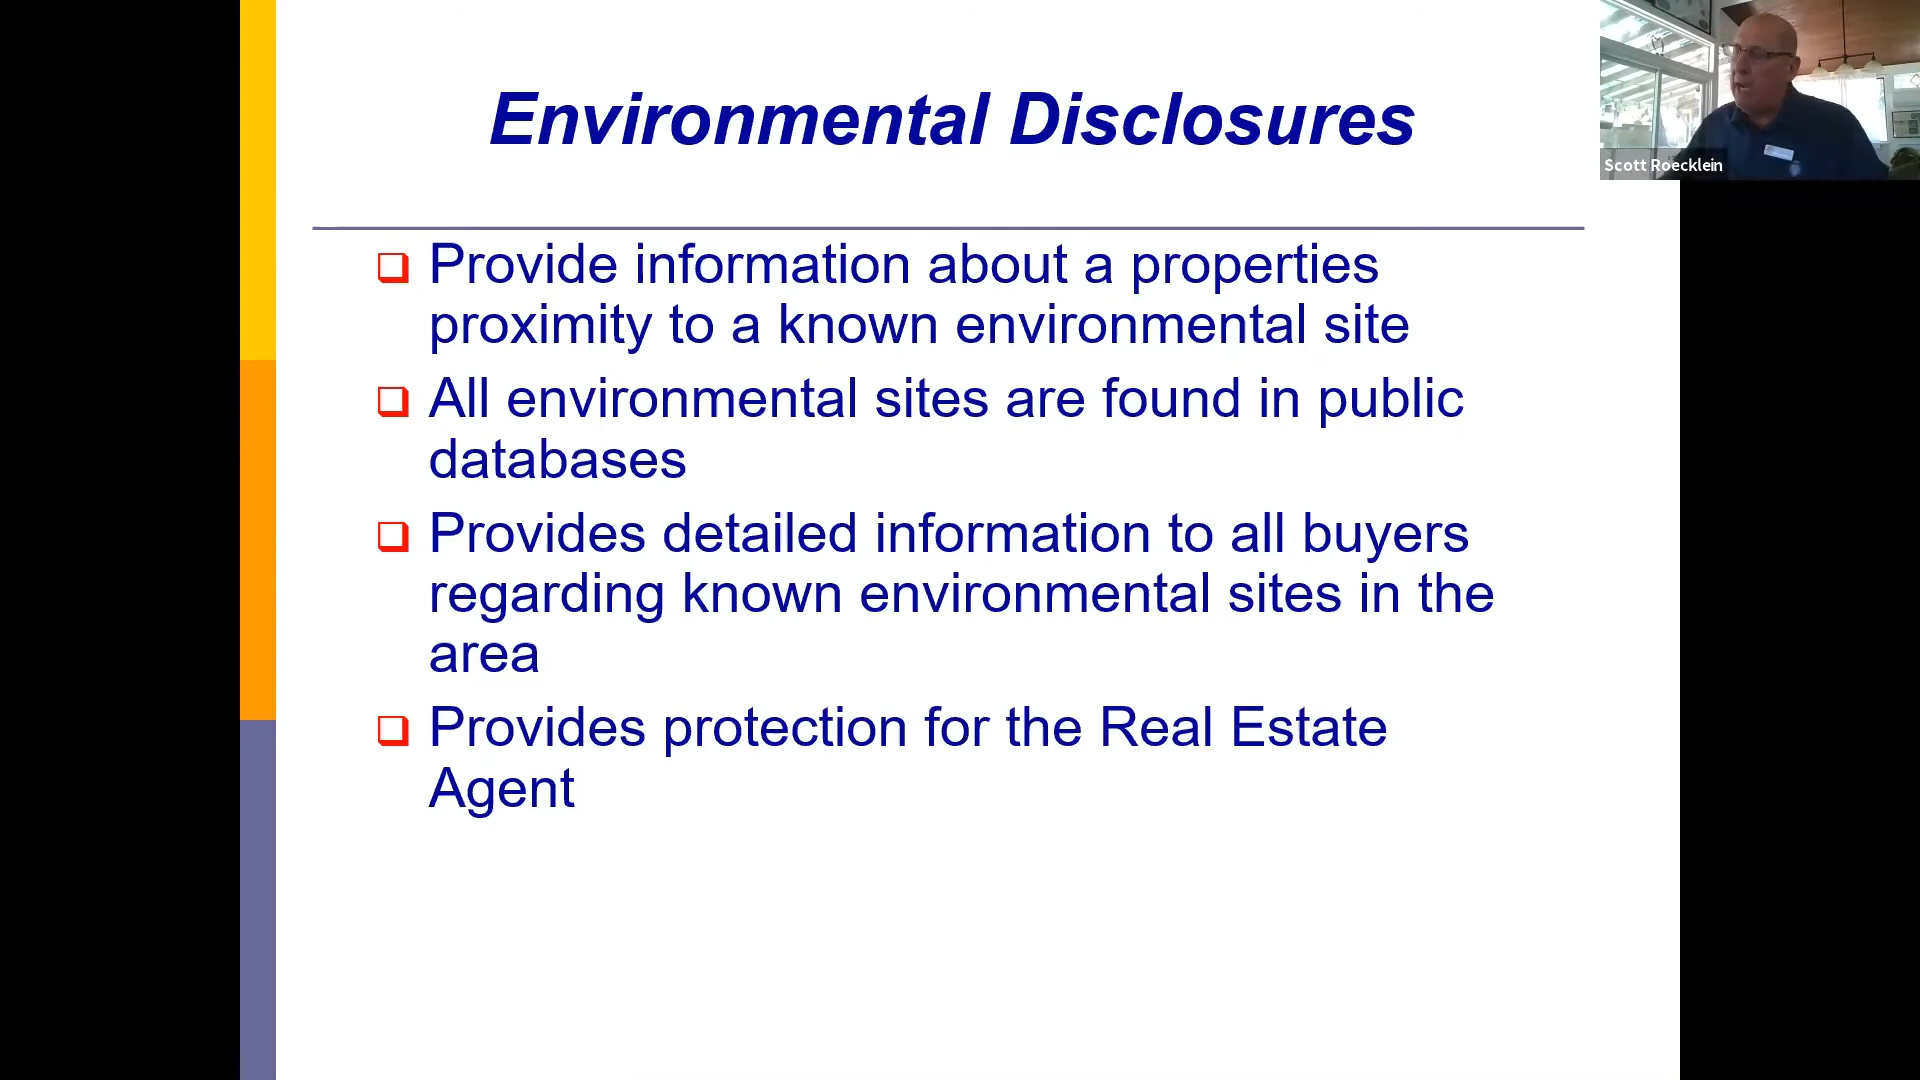 Environmental Disclosures
Scott Roecklein
Provide information about a properties
proximity to a known environmental site
All environmental sites are found in public
databases
Provides detailed information to all buyers
regarding known environmental sites in the
area
Provides protection for the Real Estate
Agent